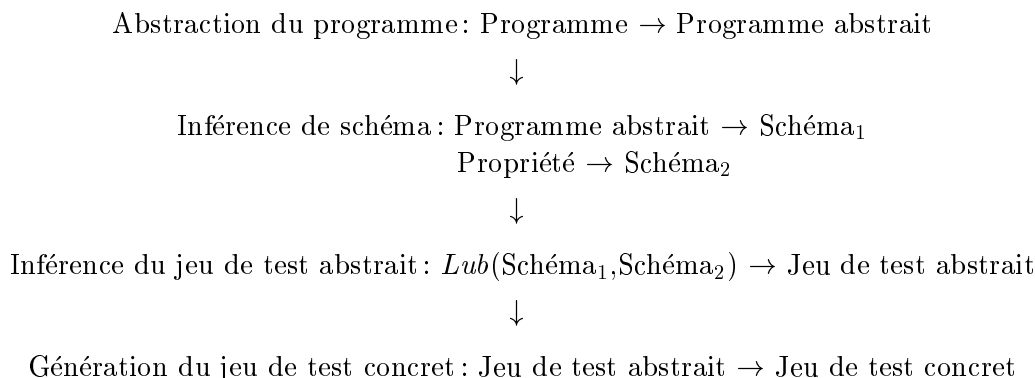 Abstraction du programme : Programme → Programme abstrait
↓
Inférence de schéma : Programme abstrait → Schéma₁
Propriété → Schéma₂
↓
Inférence du jeu de test abstrait : Lub(Schéma₁,Schéma₂) → Jeu de test abstrait
↓
Génération du jeu de test concret : Jeu de test abstrait → Jeu de test concret